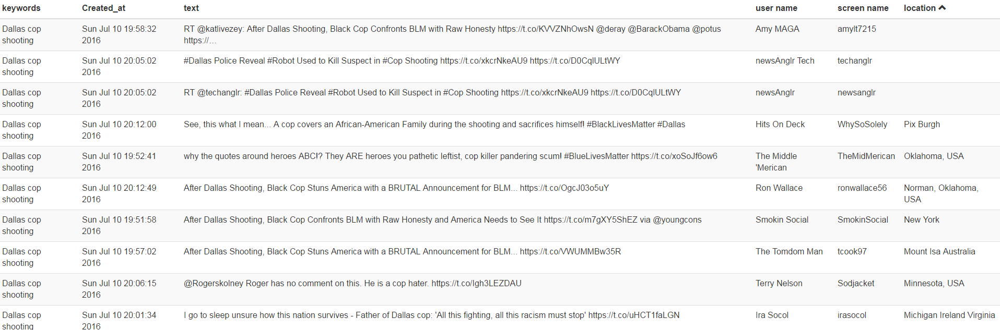 keywords Created_at text user name screen name location
Dallas cop Sun Jul 10 19:58:32 RT @katlivezey: After Dallas Shooting, Black Cop Confronts BLM with Raw Honesty https://t.co/KVVZNhOwsN @deray @BarackObama @potus Amy MAGA amylt7215
shooting 2016 https://…
Dallas cop Sun Jul 10 20:05:02 #Dallas Police Reveal #Robot Used to Kill Suspect in #Cop Shooting https://t.co/xkcrNkeAU9 https://t.co/D0CqlULtWY newsAnglr Tech techanglr
shooting 2016
Dallas cop Sun Jul 10 20:05:02 RT @techanglr: #Dallas Police Reveal #Robot Used to Kill Suspect in #Cop Shooting https://t.co/xkcrNkeAU9 https://t.co/D0CqlULtWY newsAnglr newsanglr
shooting 2016
Dallas cop Sun Jul 10 20:12:00 See, this what I mean... A cop covers an African-American Family during the shooting and sacrifices himself! #BlackLivesMatter #Dallas Hits On Deck WhySoSolely Pix Burgh
shooting 2016
Dallas cop Sun Jul 10 19:52:41 why the quotes around heroes ABC!? They ARE heroes you pathetic leftist, cop killer pandering scum! #BlueLivesMatter https://t.co/xoSoJf6ow6 The Middle TheMidMerican Oklahoma, USA
shooting 2016 'Merican
Dallas cop Sun Jul 10 20:12:49 After Dallas Shooting, Black Cop Stuns America with a BRUTAL Announcement for BLM... https://t.co/OgcJ03o5uY Ron Wallace ronwallace56 Norman, Oklahoma,
shooting 2016 USA
Dallas cop Sun Jul 10 19:51:58 After Dallas Shooting, Black Cop Confronts BLM with Raw Honesty and America Needs to See It https://t.co/m7gXY5ShEZ via @youngcons Smokin Social SmokinSocial New York
shooting 2016
Dallas cop Sun Jul 10 19:57:02 After Dallas Shooting, Black Cop Stuns America with a BRUTAL Announcement for BLM... https://t.co/VWUMMBw35R The Tomdom Man tcook97 Mount Isa Australia
shooting 2016
Dallas cop Sun Jul 10 20:06:15 @Rogerskolney Roger has no comment on this. He is a cop hater. https://t.co/lgh3LEZDAU Terry Nelson Sodjacket Minnesota, USA
shooting 2016
Dallas cop Sun Jul 10 20:01:34 I go to sleep unsure how this nation survives - Father of Dallas cop: 'All this fighting, all this racism must stop' https://t.co/uHCT1faLGN Ira Socol irasocol Michigan Ireland Virginia
shooting 2016